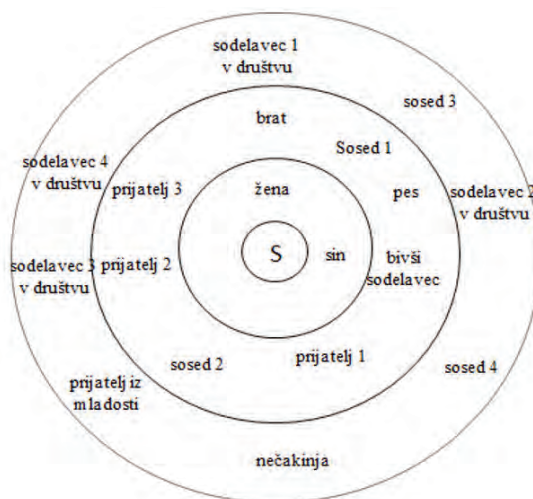 sodelavec 1
v društvu
sosed 3
brat
Sosed 1
sodelavec 4
v društvu
prijatelj 3
žena
pes
sodelavec 2
v društvu
S
sin
bivši
sodelavec
sodelavec 3
v društvu
prijatelj 2
sosed 2
prijatelj 1
sosed 4
prijatelj iz
mladosti
nečakinja